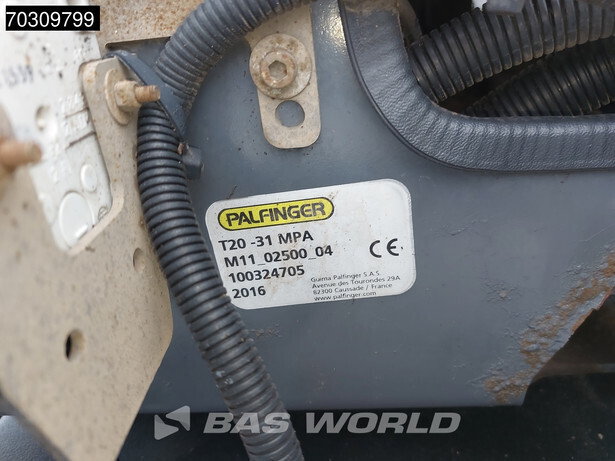 70309799
PALFINGER
T20 -31 MPA
M11_02500_04
100324705
2016
CE
Guima Palfinger S.A.S.
Avenue des Tourondes 29A
82300 Caussade / France
www.palfinger.com
BAS WORLD